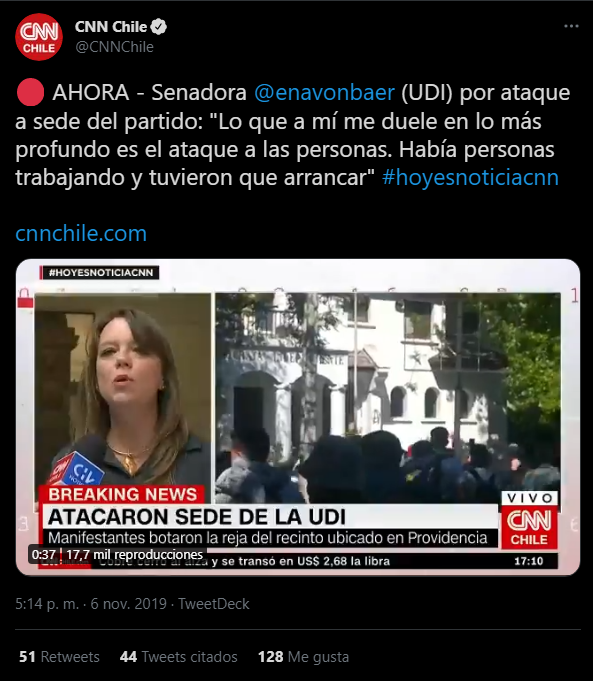 CNN
CHILE
CNN Chile
@CNNChile
AHORA - Senadora @enavonbaer (UDI) por ataque
a sede del partido: "Lo que a mí me duele en lo más
profundo es el ataque a las personas. Había personas
trabajando y tuvieron que arrancar" #hoyesnoticiacnn
cnnchile.com
#HOYESNOTICIACNN
BREAKING NEWS
ATACARON SEDE DE LA UDI
Manifestantes botaron la reja del recinto ubicado en Providencia
VIVO
CNN
CHILE
0:37 | 17,7 mil reproducciones
Cobre cerró al alza y se transó en US$ 2,68 la libra
17:10
5:14 p. m. · 6 nov. 2019 · TweetDeck
51 Retweets 44 Tweets citados 128 Me gusta